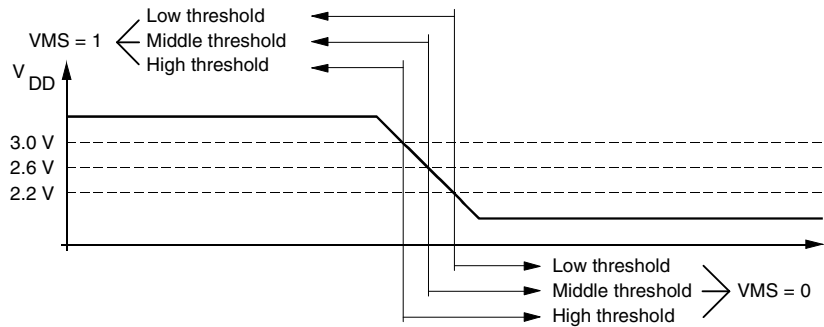 Low threshold
VMS = 1 Middle threshold
High threshold
V DD
3.0 V
2.6 V
2.2 V
Low threshold
Middle threshold VMS = 0
High threshold